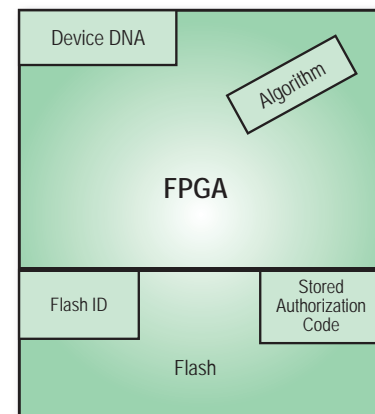 Device DNA
Algorithm
FPGA
Flash ID
Stored
Authorization
Code
Flash